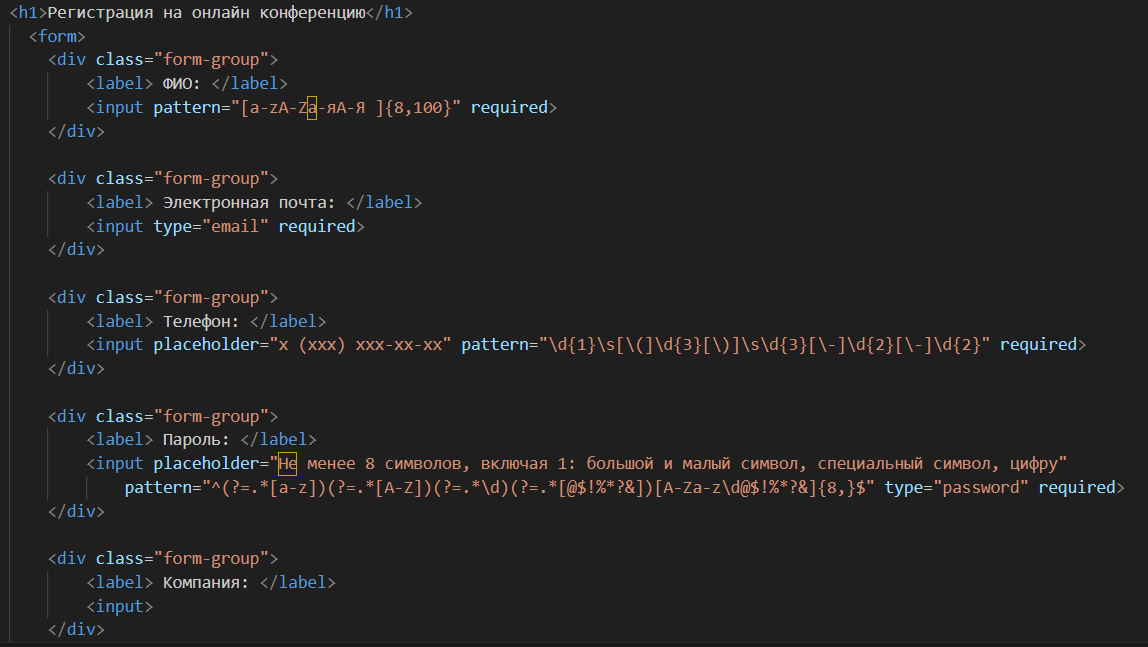 <h1>Регистрация на онлайн конференцию</h1>
<form>
<div class="form-group">
<label> ФИО: </label>
<input pattern="[a-zA-Zа-яА-Я ]{8,100}" required>
</div>
<div class="form-group">
<label> Электронная почта: </label>
<input type="email" required>
</div>
<div class="form-group">
<label> Телефон: </label>
<input placeholder="x (xxx) xxx-xx-xx" pattern="\d{1}\s[\(]\d{3}[\)]\s\d{3}[\-]\d{2}[\-]\d{2}" required>
</div>
<div class="form-group">
<label> Пароль: </label>
<input placeholder="Не менее 8 символов, включая 1: большой и малый символ, специальный символ, цифру"
pattern="^(?=.*[a-z])(?=.*[A-Z])(?=.*\d)(?=.*[@$!%*?&])[A-Za-z\d@$!%*?&]{8,}$" type="password" required>
</div>
<div class="form-group">
<label> Компания: </label>
<input>
</div>